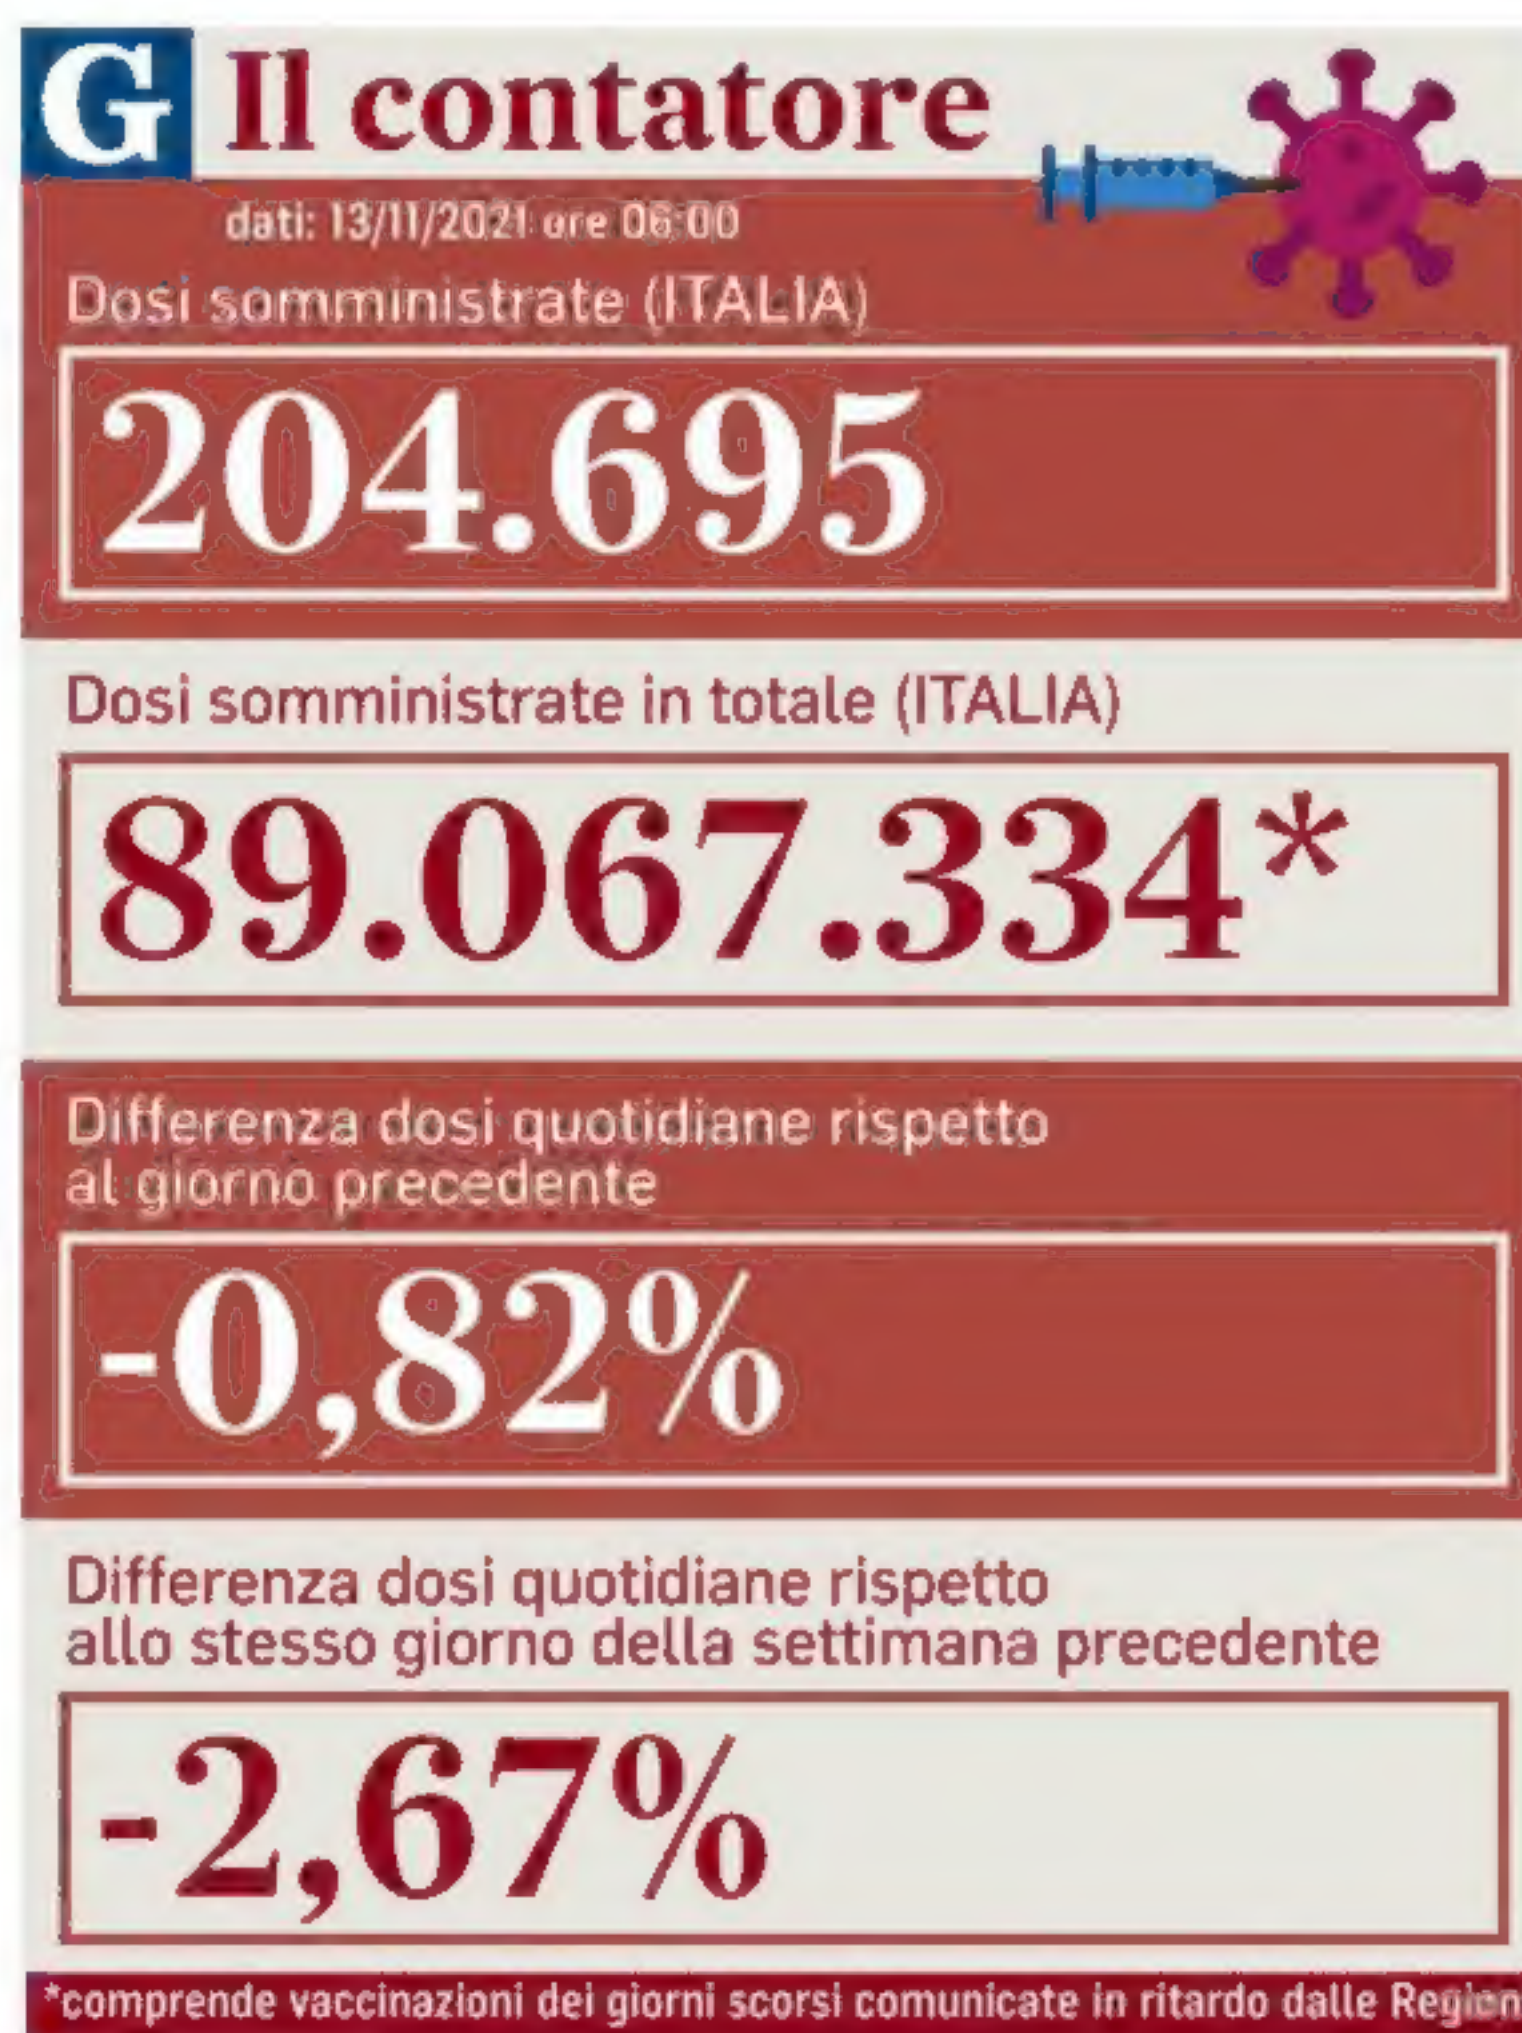 G Il contatore
dati: 13/11/2021 ore 06:00
Dosi somministrate (ITALIA)
204.695
Dosi somministrate in totale (ITALIA)
89.067.334*
Differenza dosi quotidiane rispetto
al giorno precedente
-0,82%
Differenza dosi quotidiane rispetto
allo stesso giorno della settimana precedente
-2,67%
*comprende vaccinazioni dei giorni scorsi comunicate in ritardo dalle Region